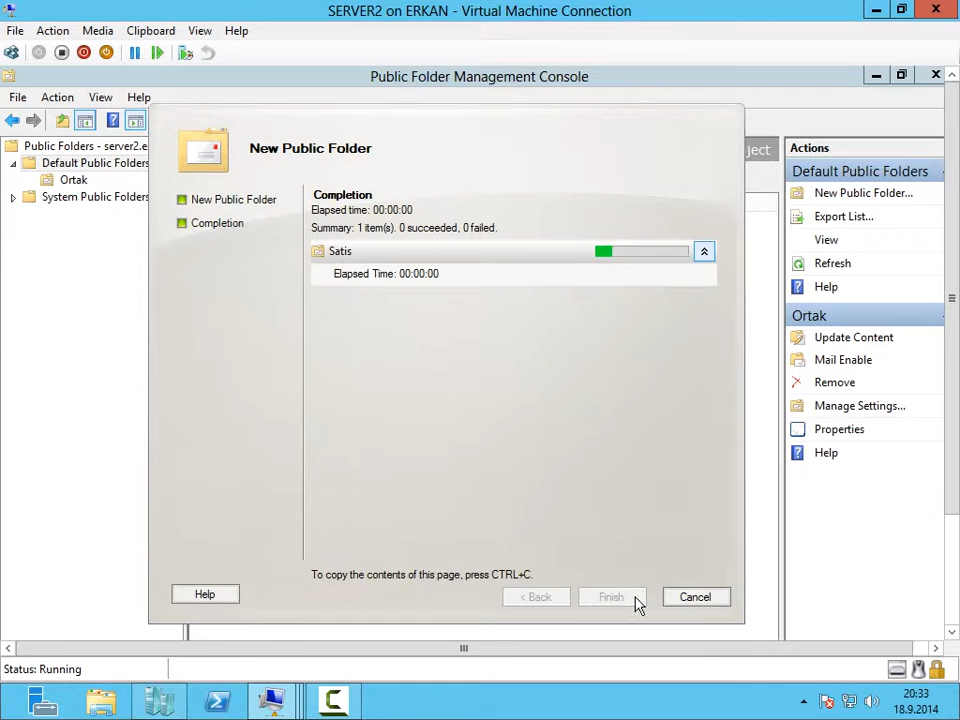 SERVER2 on ERKAN - Virtual Machine Connection
File Action Media Clipboard View Help
Public Folder Management Console
File Action View Help
Public Folders - server2.e
Default Public Folders
Ortak
System Public Folders
New Public Folder
New Public Folder
Completion
Completion
Elapsed time: 00:00:00
Summary: 1 item(s). 0 succeeded, 0 failed.
Satis
Elapsed Time: 00:00:00
To copy the contents of this page, press CTRL+C.
Help
< Back
Finish
Cancel
ject
Actions
Default Public Folders
New Public Folder...
Export List...
View
Refresh
Help
Ortak
Update Content
Mail Enable
Remove
Manage Settings...
Properties
Help
Status: Running
20:33
18.9.2014